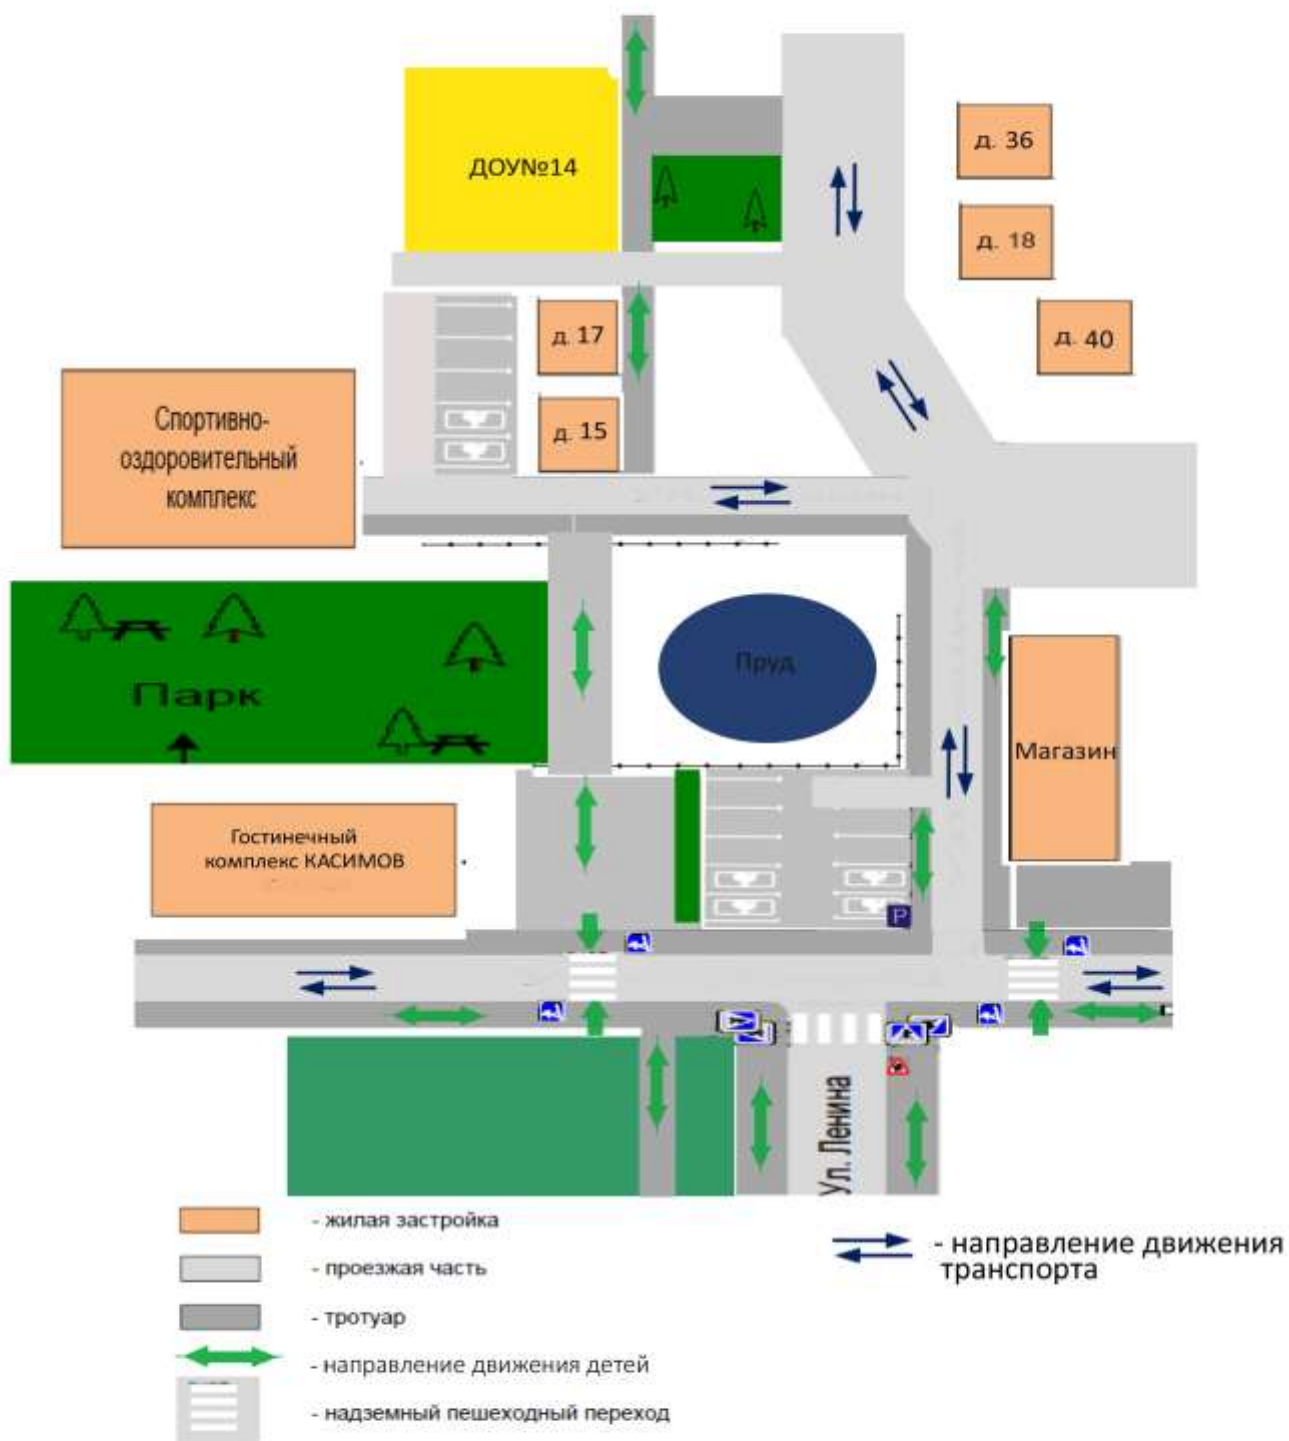 ДОУ№14
д. 36
д. 18
д. 40
д. 17
д. 15
Спортивно-
оздоровительный
комплекс
Парк
Пруд
Магазин
Гостинечный
комплекс КАСИМОВ
P
Ул. Ленина
- жилая застройка
- проезжая часть
- тротуар
- направление движения детей
- надземный пешеходный переход
- направление движения
транспорта